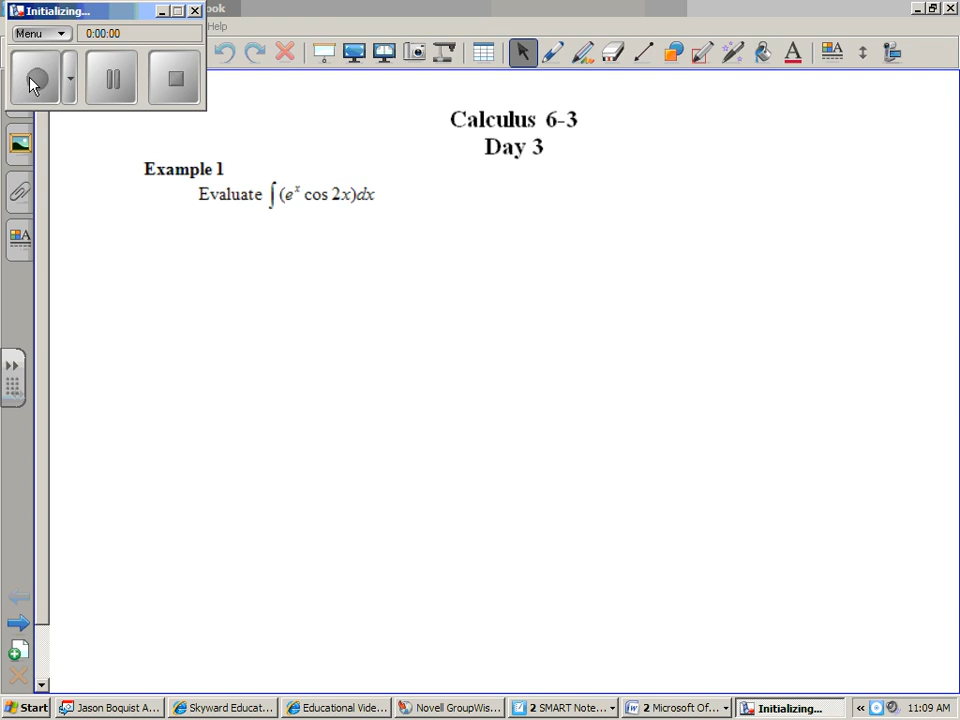 Initializing...
ook
Menu
0:00:00
Help
Calculus 6-3
Day 3
Example 1
Evaluate ∫(eˣ cos 2x)dx
Start
Jason Boquist A...
Skyward Educat...
Educational Vide...
Novell GroupWis...
2 SMART Note...
2 Microsoft Of...
Initializing...
11:09 AM